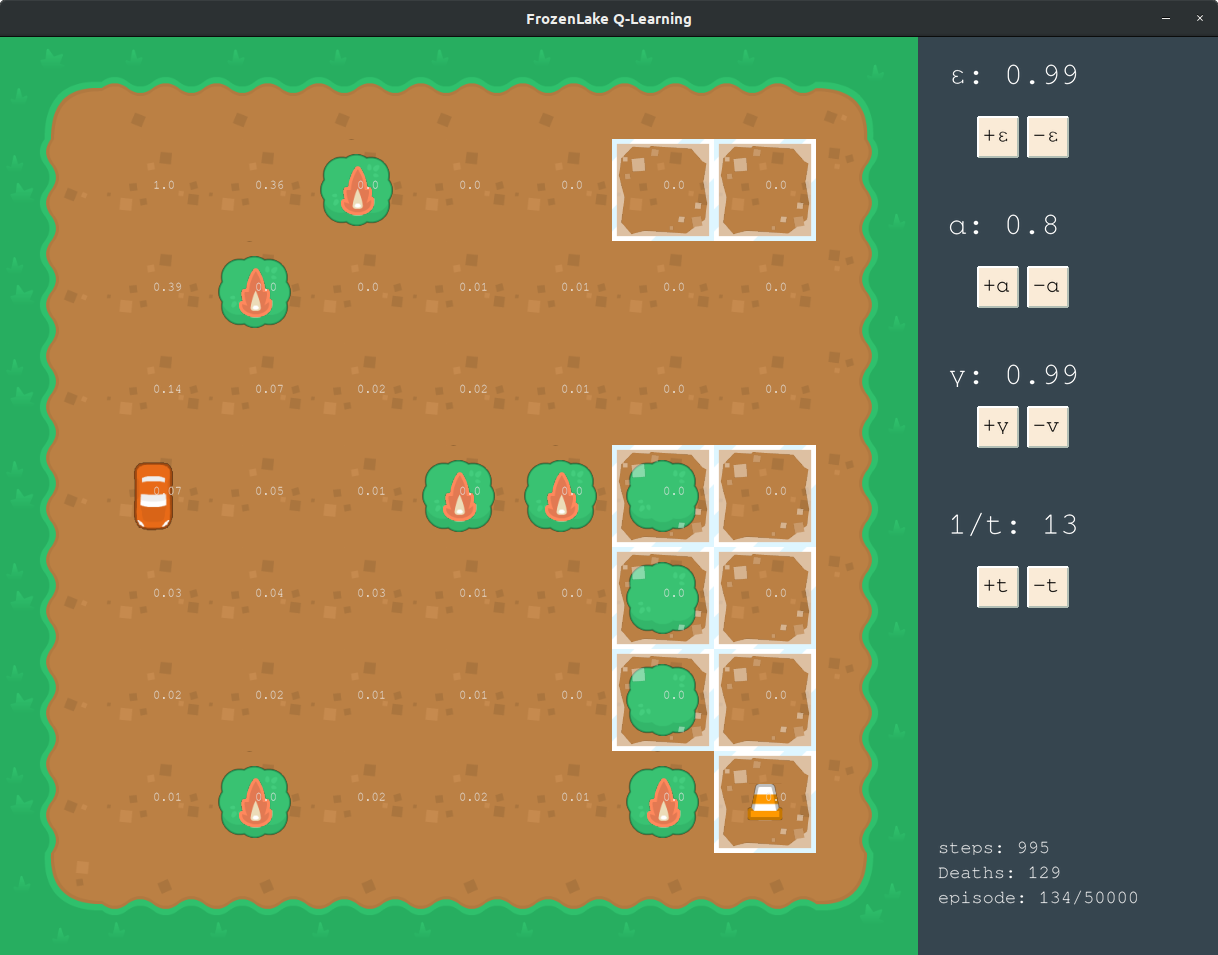 FrozenLake Q-Learning
ε: 0.99
+ε -ε
a: 0.8
+a -a
γ: 0.99
+γ -v
1/t: 13
+t -t
1.0 0.36 0.0 0.0 0.0 0.0 0.0
0.39 0.0 0.0 0.01 0.01 0.0 0.0
0.14 0.07 0.02 0.02 0.01 0.0 0.0
0.07 0.05 0.01 0.0 0.0 0.0 0.0
0.03 0.04 0.03 0.01 0.0 0.0 0.0
0.02 0.02 0.01 0.01 0.0 0.0 0.0
0.01 0.0 0.02 0.02 0.01 0.0 0.0
steps: 995
Deaths: 129
episode: 134/50000